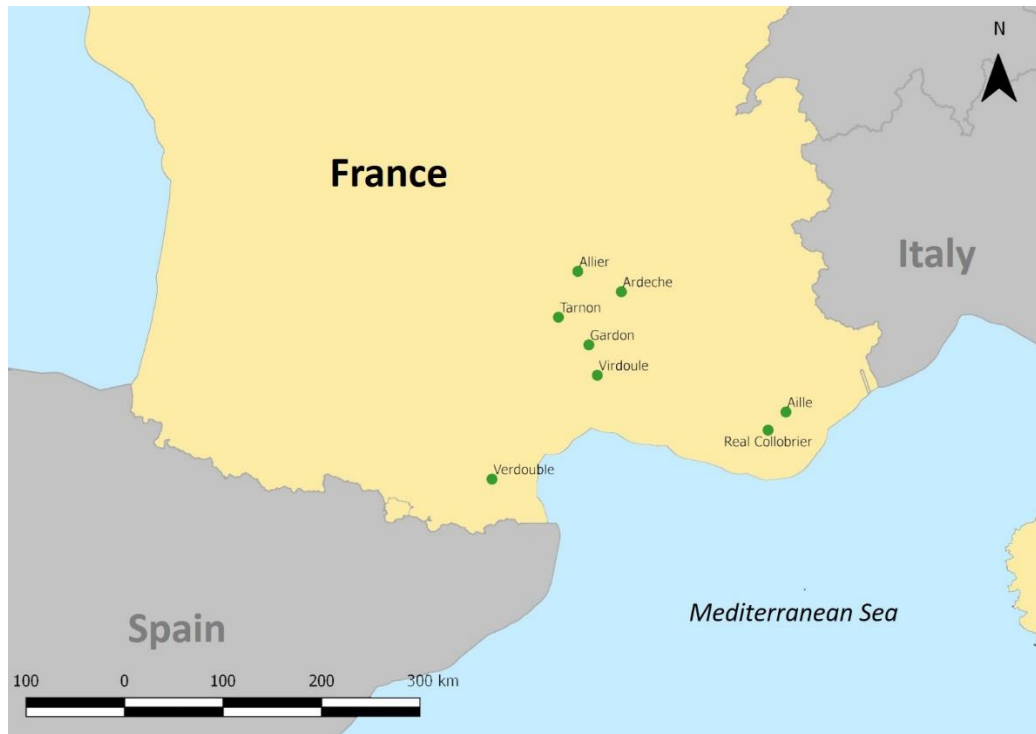 N
France
Italy
Allier
Ardeche
Tarnon
Gardon
Virdoule
Aille
Real Collobrier
Verdouble
Mediterranean Sea
Spain
100 0 100 200 300 km